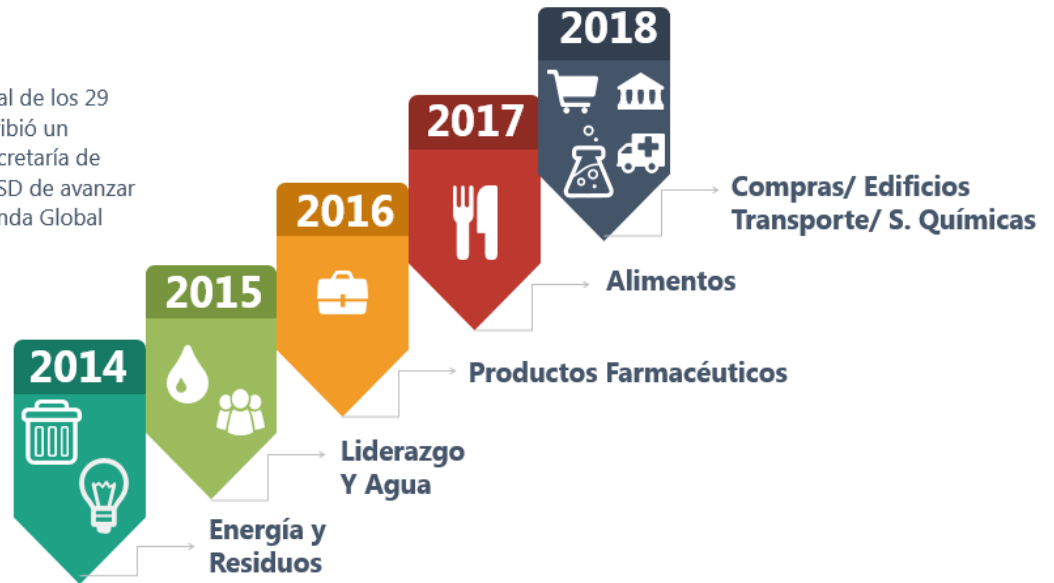 2018
al de los 29
ibió un
cretaría de
SD de avanzar
nda Global
2017
Compras/ Edificios
Transporte/ S. Químicas
2016
Alimentos
2015
Productos Farmacéuticos
2014
Liderazgo
Y Agua
Energía y
Residuos